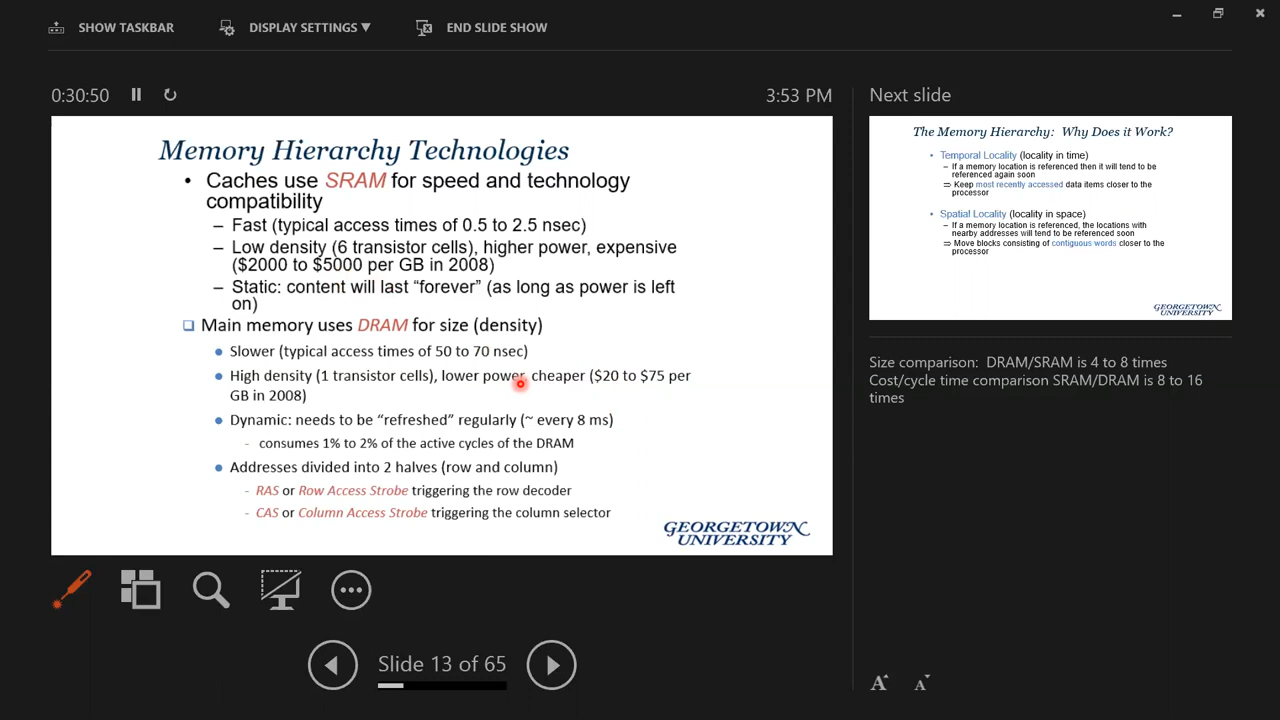 SHOW TASKBAR DISPLAY SETTINGS ▼ END SLIDE SHOW
0:30:50 3:53 PM
Memory Hierarchy Technologies
• Caches use SRAM for speed and technology
compatibility
– Fast (typical access times of 0.5 to 2.5 nsec)
– Low density (6 transistor cells), higher power, expensive
($2000 to $5000 per GB in 2008)
– Static: content will last “forever” (as long as power is left
on)
❑ Main memory uses DRAM for size (density)
● Slower (typical access times of 50 to 70 nsec)
● High density (1 transistor cells), lower power, cheaper ($20 to $75 per
GB in 2008)
● Dynamic: needs to be “refreshed” regularly (~ every 8 ms)
- consumes 1% to 2% of the active cycles of the DRAM
● Addresses divided into 2 halves (row and column)
- RAS or Row Access Strobe triggering the row decoder
- CAS or Column Access Strobe triggering the column selector
GEORGETOWN
UNIVERSITY
Slide 13 of 65
Next slide
The Memory Hierarchy: Why Does it Work?
• Temporal Locality (locality in time)
– If a memory location is referenced then it will tend to be
referenced again soon
⇒ Keep most recently accessed data items closer to the
processor
• Spatial Locality (locality in space)
– If a memory location is referenced, the locations with
nearby addresses will tend to be referenced soon
⇒ Move blocks consisting of contiguous words closer to the
processor
GEORGETOWN
UNIVERSITY
Size comparison: DRAM/SRAM is 4 to 8 times
Cost/cycle time comparison SRAM/DRAM is 8 to 16
times
A A